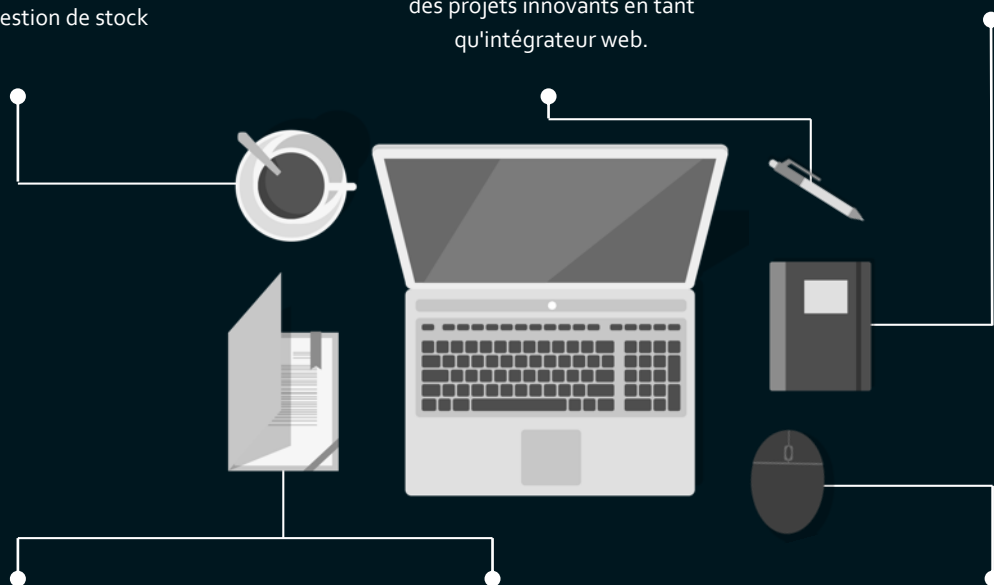 estion de stock
des projets innovants en tant
qu'intégrateur web.